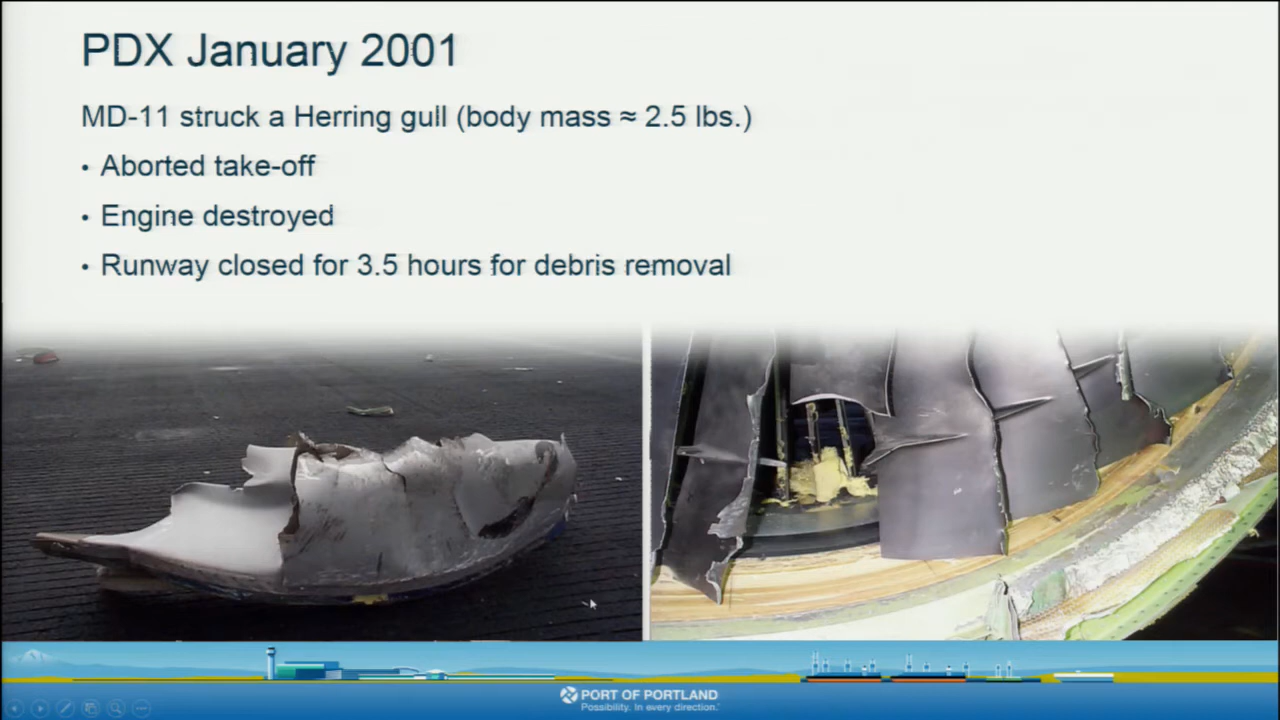 PDX January 2001
MD-11 struck a Herring gull (body mass ≈ 2.5 lbs.)
• Aborted take-off
• Engine destroyed
• Runway closed for 3.5 hours for debris removal
PORT OF PORTLAND
Possibility. In every direction.